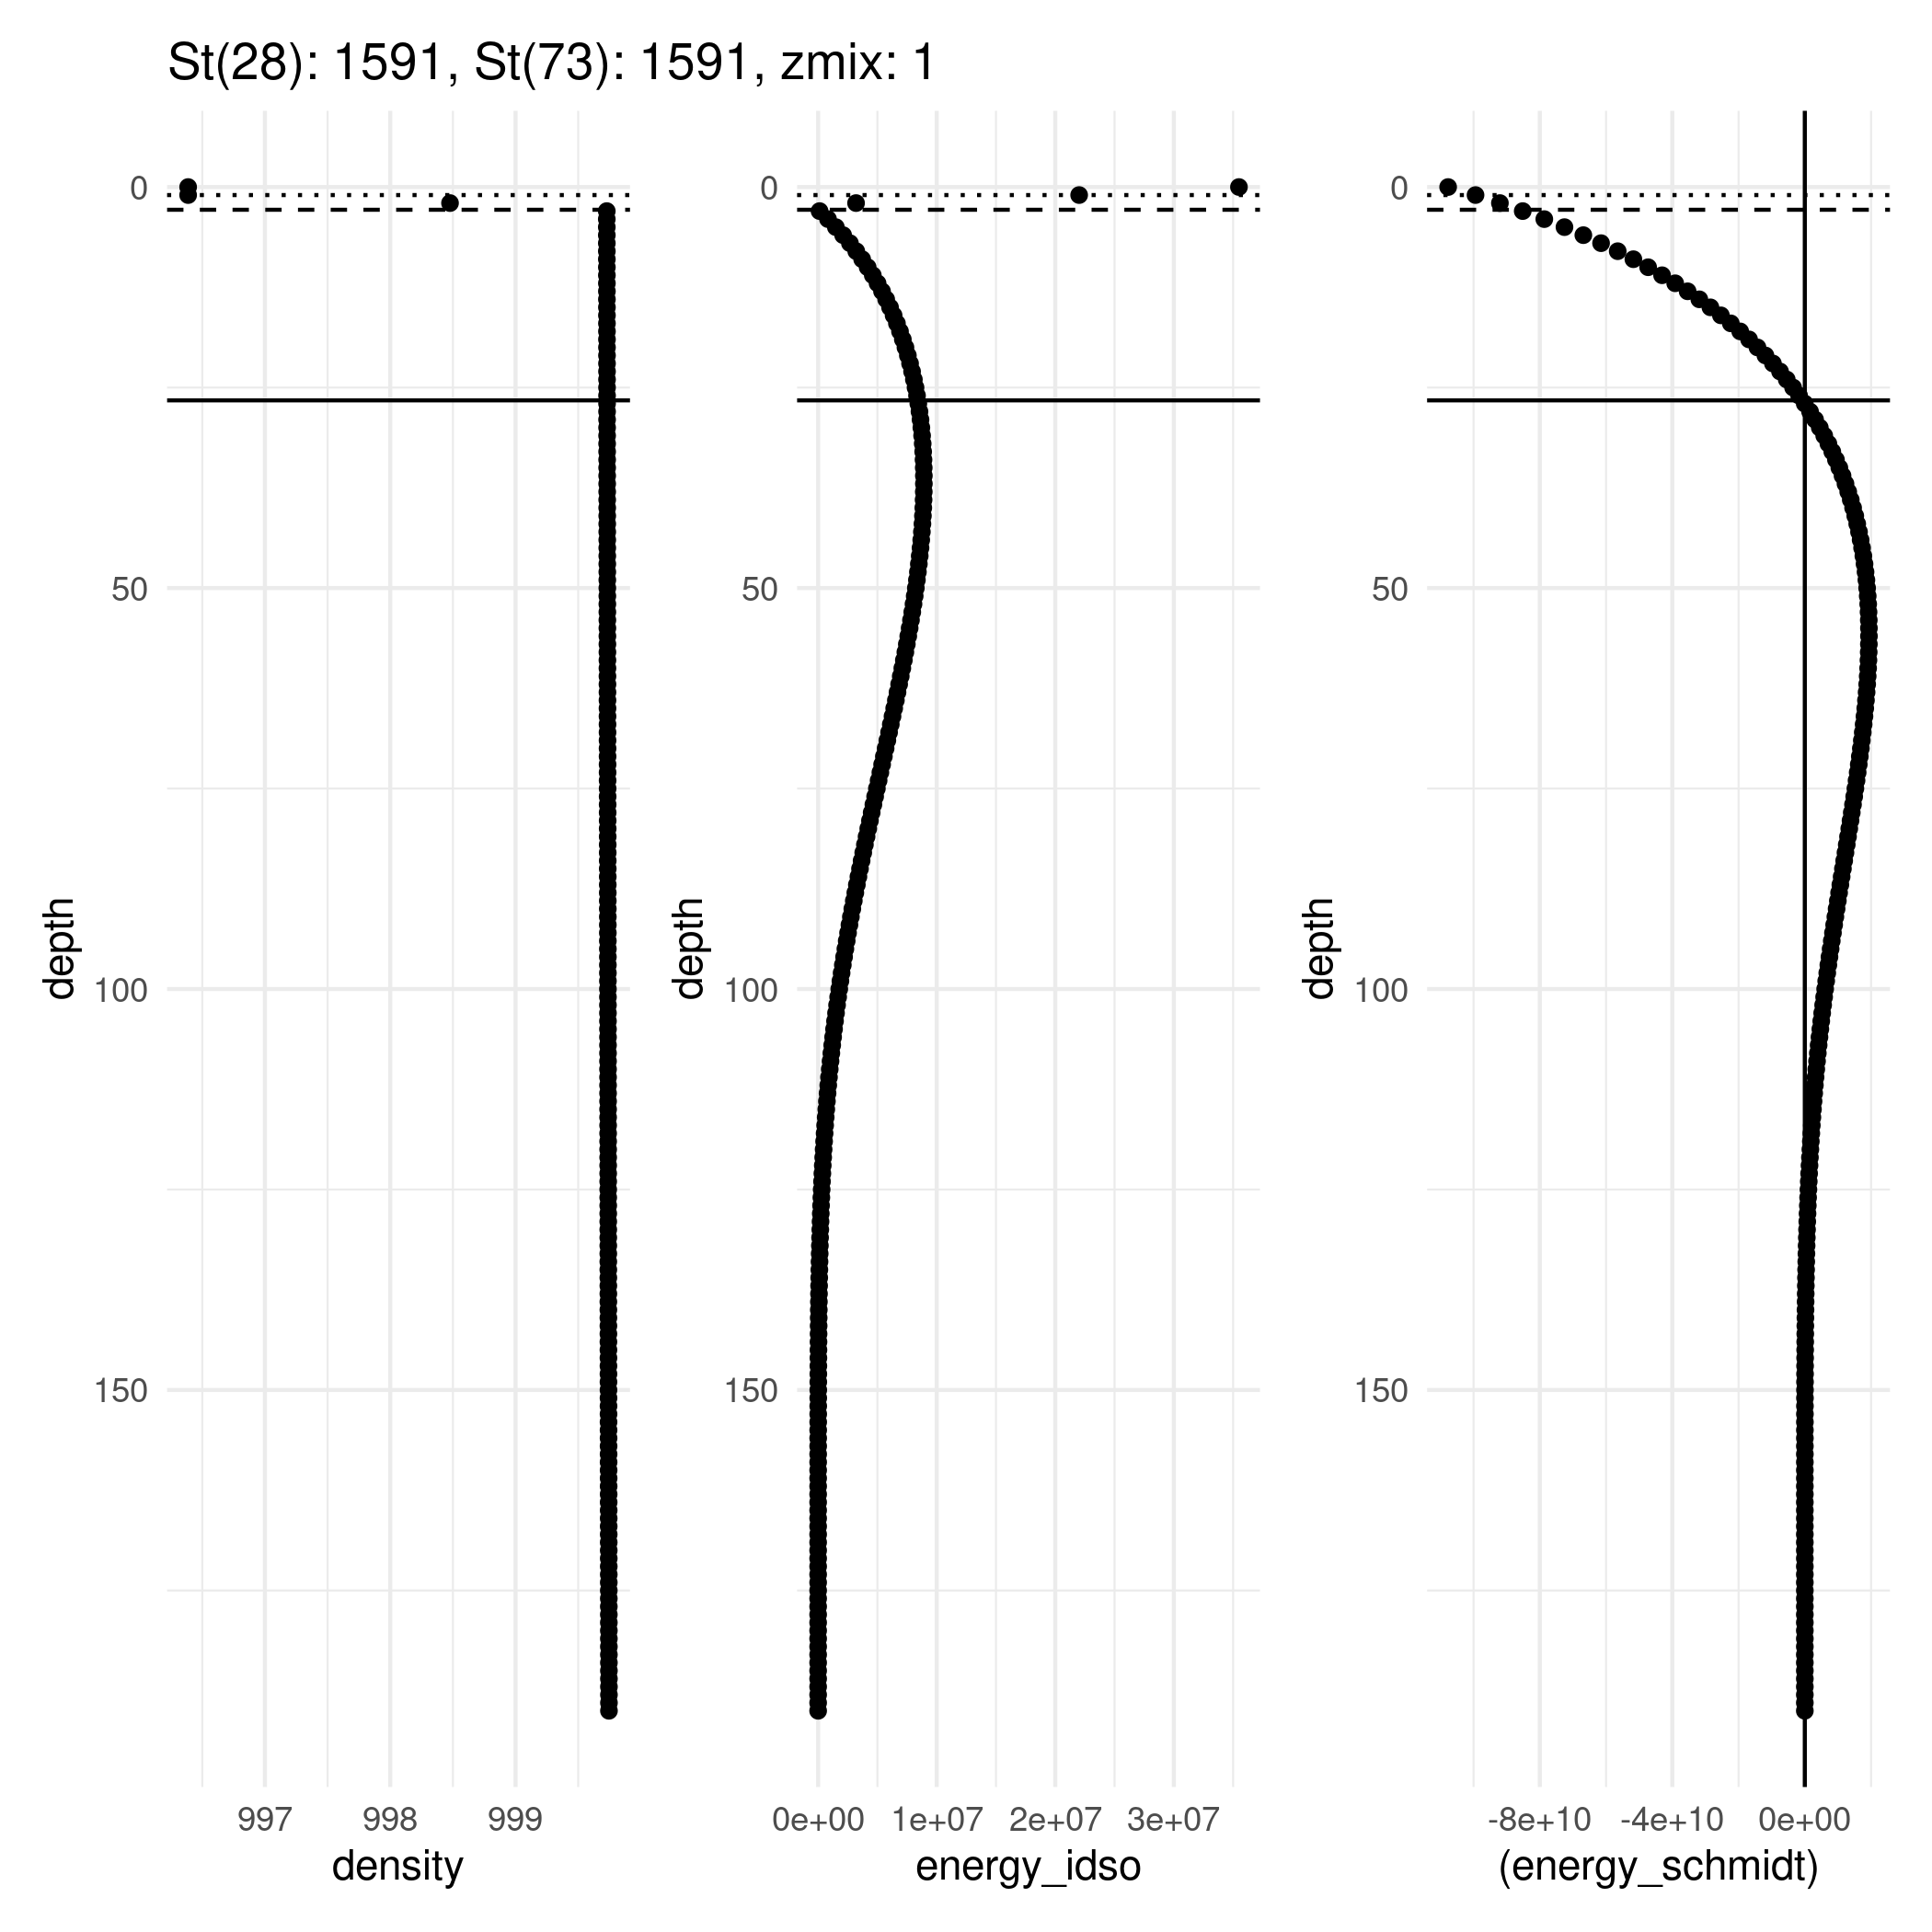 St(28): 1591, St(73): 1591, zmix: 1
depth
0
50
100
150
997 998 999
density
depth
0
50
100
150
0e+00 1e+07 2e+07 3e+07
energy_idso
depth
0
50
100
150
-8e+10 -4e+10 0e+00
(energy_schmidt)